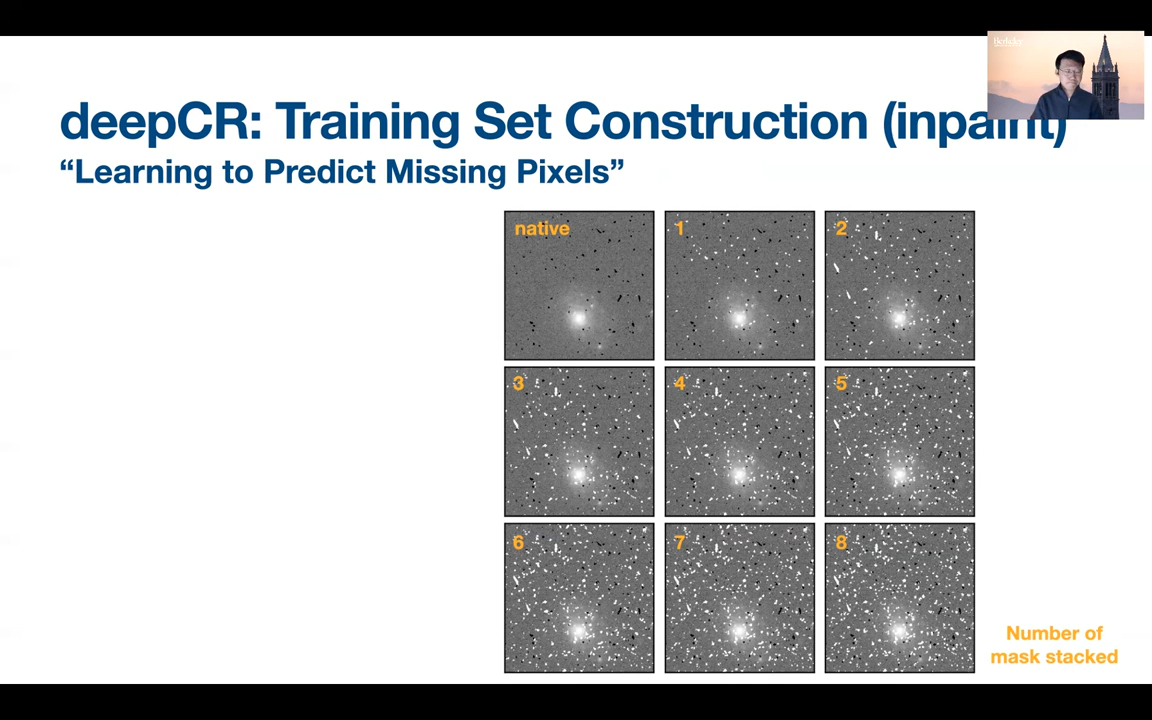 Berkeley
deepCR: Training Set Construction (inpaint)
“Learning to Predict Missing Pixels”
native
1
2
3
4
5
6
7
8
Number of
mask stacked